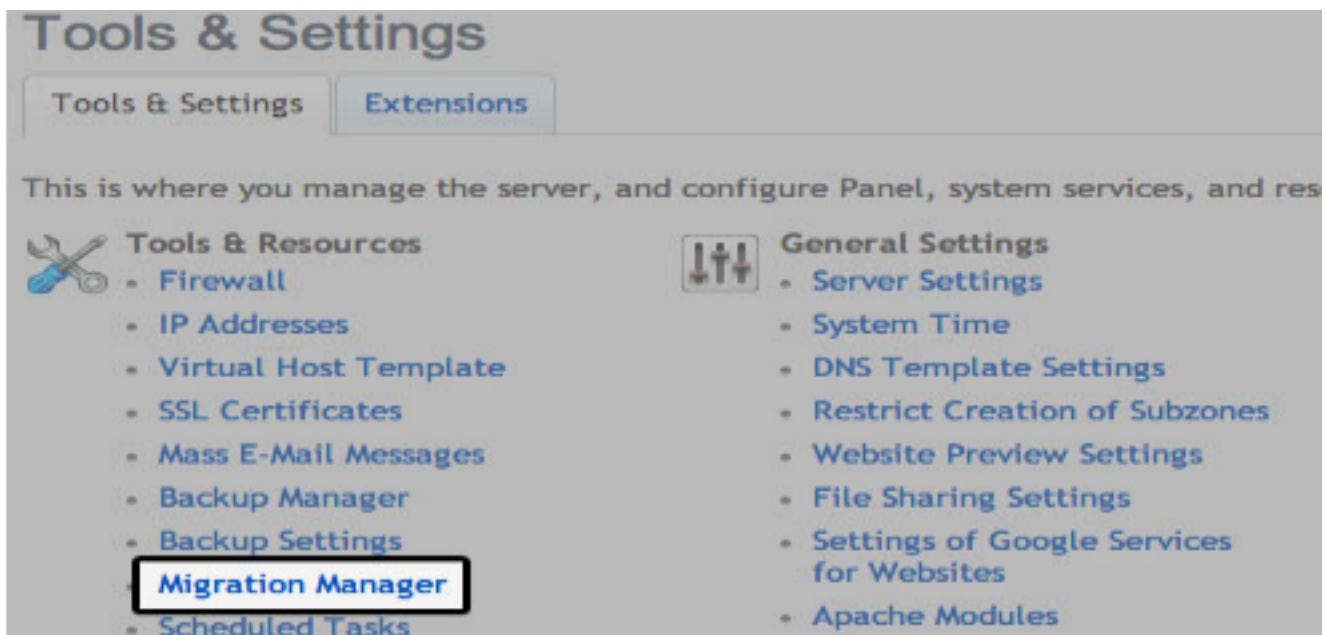 Tools & Settings
Tools & Settings
Extensions
This is where you manage the server, and configure Panel, system services, and
Tools & Resources
Firewall
IP Addresses
Virtual Host Template
SSL Certificates
Mass E-Mail Messages
Backup Manager
Backup Settings
Migration Manager
Scheduled Tasks
General Settings
Server Settings
System Time
DNS Template Settings
Restrict Creation of Subzones
Website Preview Settings
File Sharing Settings
Settings of Google Services
for Websites
Apache Modules